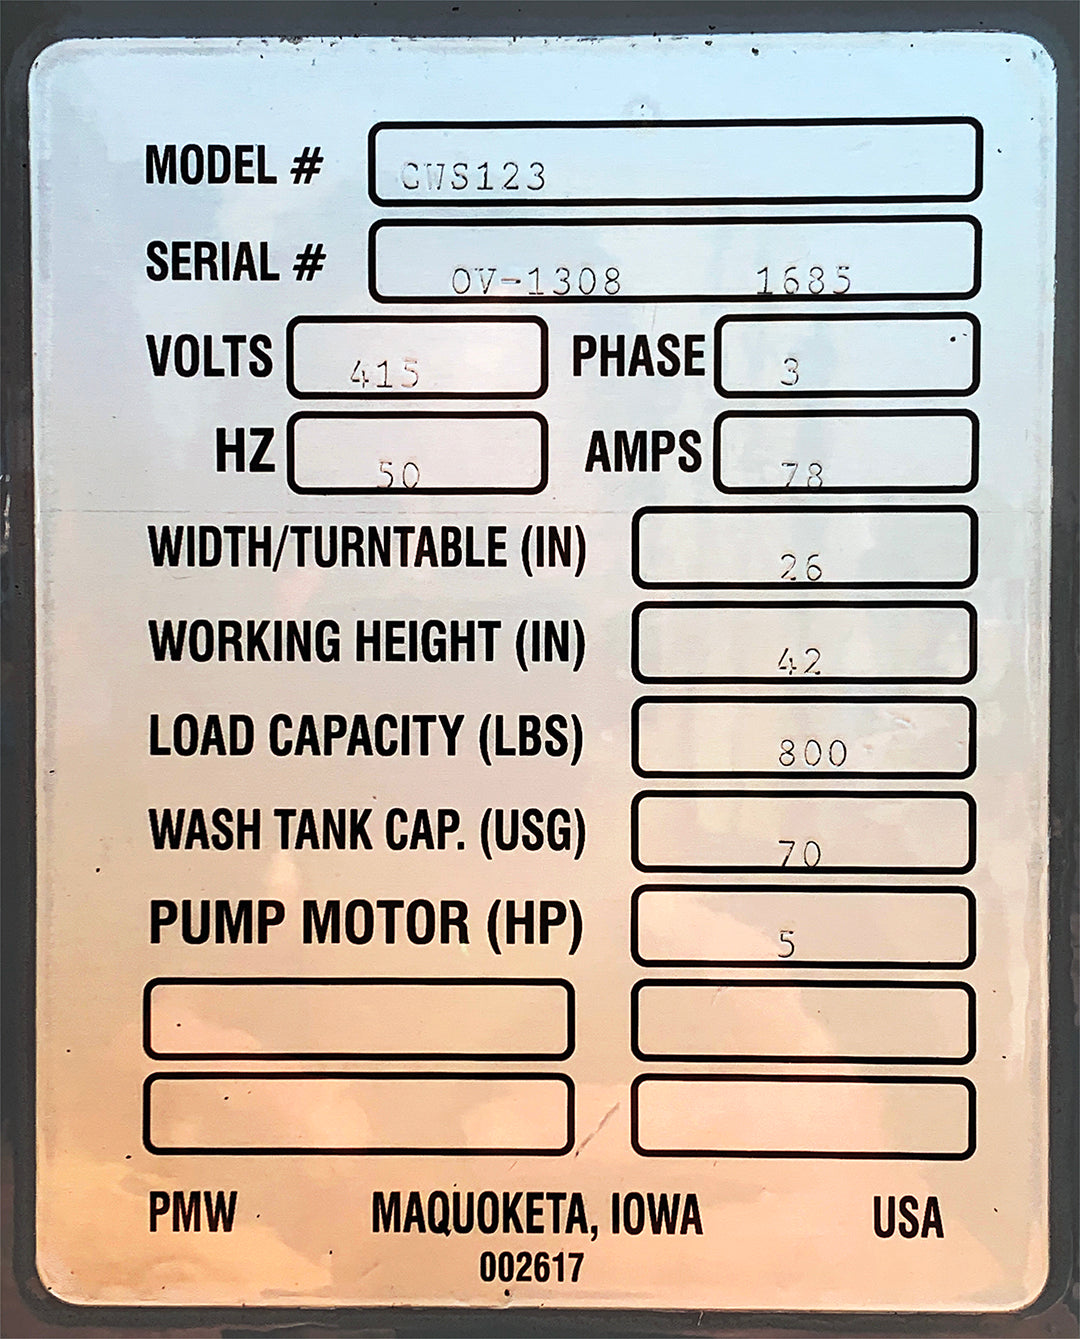 MODEL # CWS123
SERIAL # OV-1308 1685
VOLTS 415 PHASE 3
HZ 50 AMPS 78
WIDTH/TURNTABLE (IN) 26
WORKING HEIGHT (IN) 42
LOAD CAPACITY (LBS) 800
WASH TANK CAP. (USG) 70
PUMP MOTOR (HP) 5
PMW MAQUOKETA, IOWA USA
002617